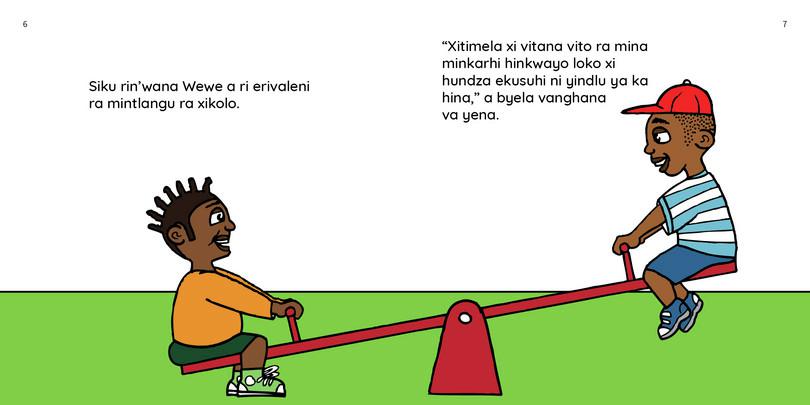 6
Siku rin’wana Wewe a ri erivaleni
ra mintlangu ra xikolo.
7
“Xitimela xi vitana vito ra mina
minkarhi hinkwayo loko xi
hundza ekusuhi ni yindlu ya ka
hina,” a byela vanghana
va yena.